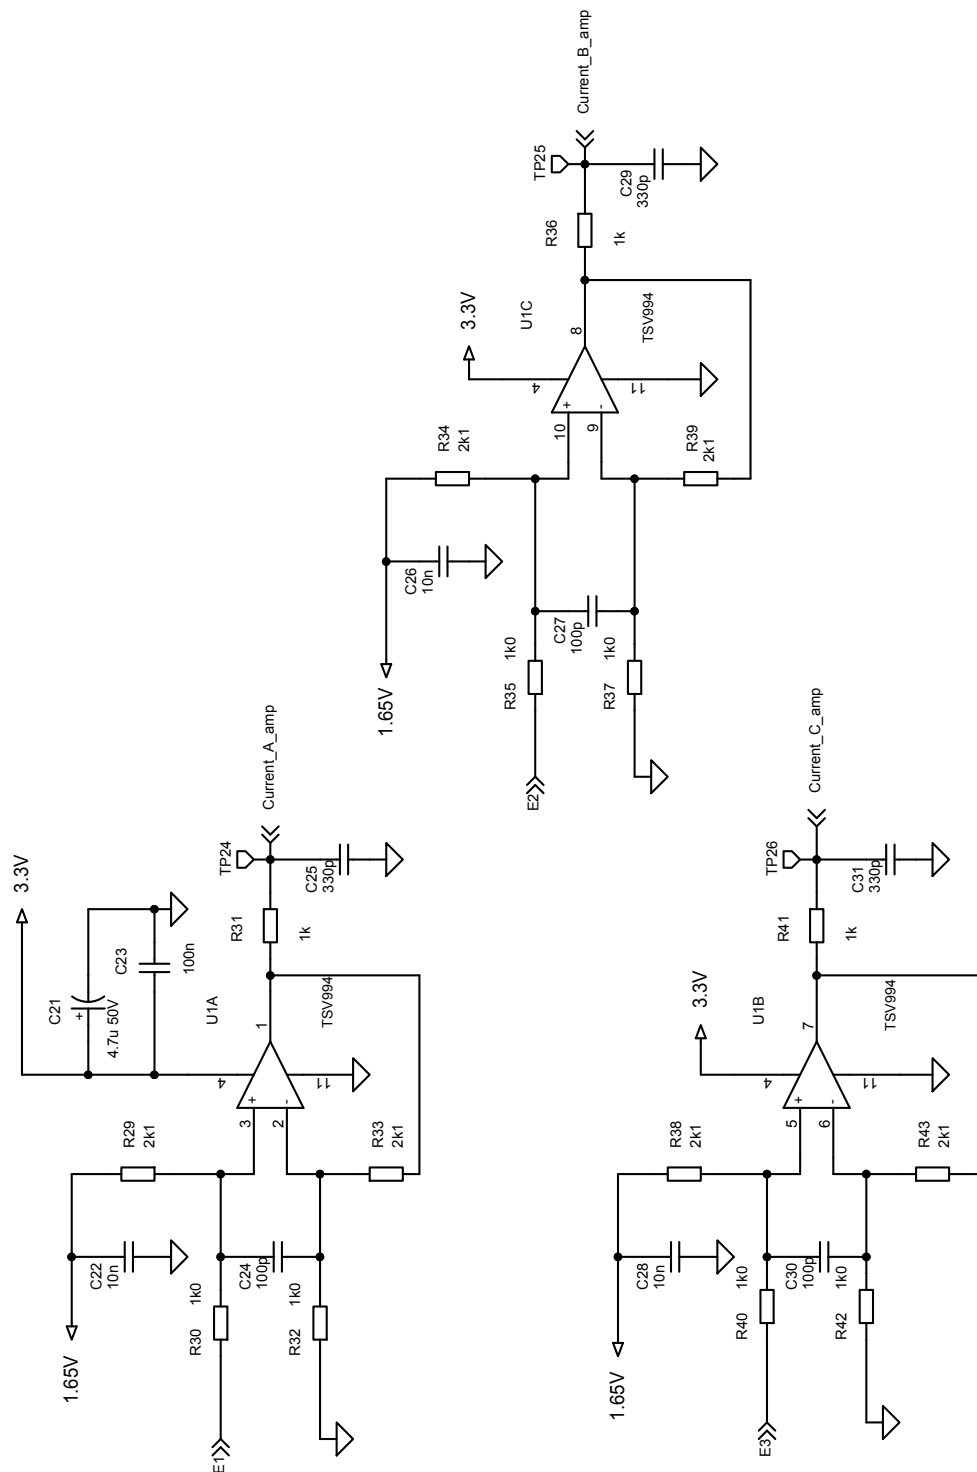 Current_B_amp
TP25
C29
330p
R36
1k
3.3V
U1C
8
TSV994
4
11
+
-
10
9
R34
2k1
R39
2k1
C26
10n
C27
100p
1.65V
1k0
R35
1k0
R37
E2
Current_A_amp
TP24
C25
330p
3.3V
R31
1k
C23
100n
C21
+
4.7u 50V
U1A
1
TSV994
4
11
+
-
3
2
R29
2k1
R33
2k1
C22
10n
C24
100p
1k0
R30
1k0
R32
1.65V
E1
Current_C_amp
TP26
C31
330p
R41
1k
3.3V
U1B
7
TSV994
4
11
+
-
5
6
R38
2k1
R43
2k1
C28
10n
C30
100p
1k0
R40
1k0
R42
1.65V
E3